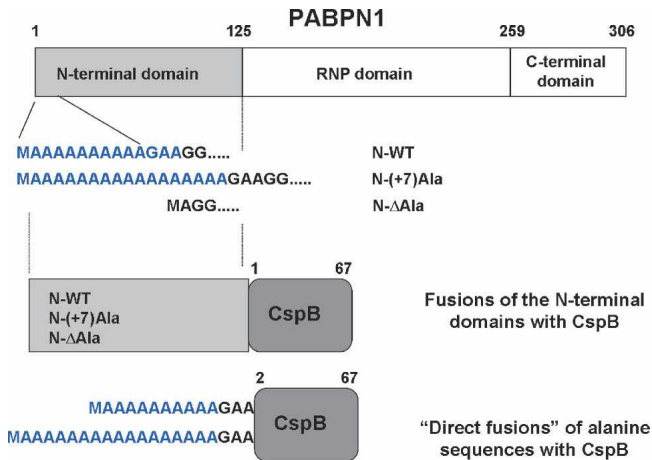 PABPN1
1 125 259 306
N-terminal domain RNP domain C-terminal domain
MAAAAAAAAAAGAAGG..... N-WT
MAAAAAAAAAAAAAAAAAGAAGG..... N-(+7)Ala
MAGG..... N-ΔAla
1 67
N-WT
N-(+7)Ala
N-ΔAla
CspB
Fusions of the N-terminal
domains with CspB
2 67
MAAAAAAAAAAGAA
MAAAAAAAAAAAAAAAAAGAA
CspB
“Direct fusions” of alanine
sequences with CspB